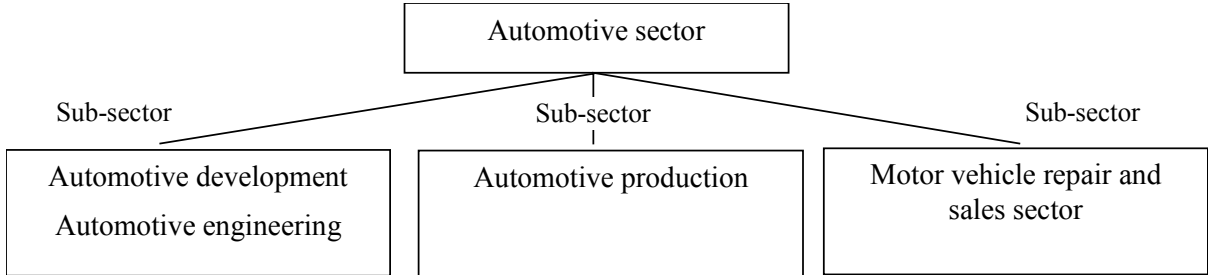 Automotive sector
Sub-sector
Sub-sector
Sub-sector
Automotive development
Automotive engineering
Automotive production
Motor vehicle repair and
sales sector